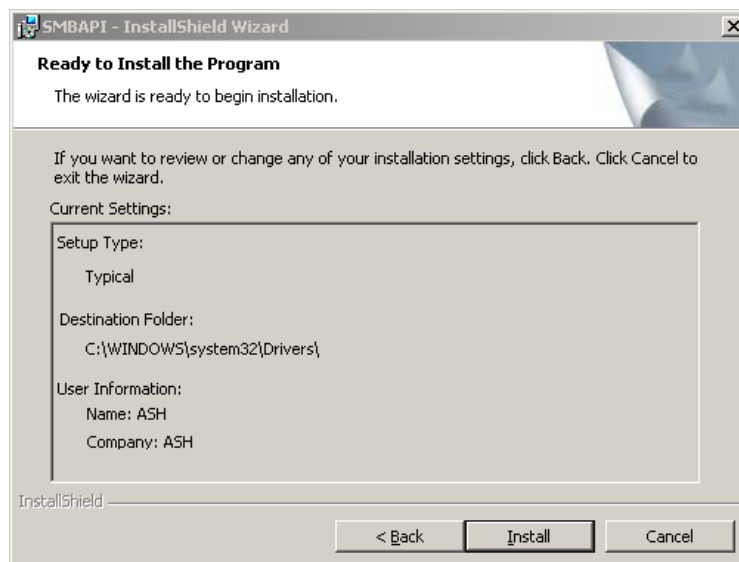 SMBAPI - InstallShield Wizard
Ready to Install the Program
The wizard is ready to begin installation.
If you want to review or change any of your installation settings, click Back. Click Cancel to
exit the wizard.
Current Settings:
Setup Type:
Typical
Destination Folder:
C:\WINDOWS\system32\Drivers\
User Information:
Name: ASH
Company: ASH
InstallShield
< Back
Install
Cancel